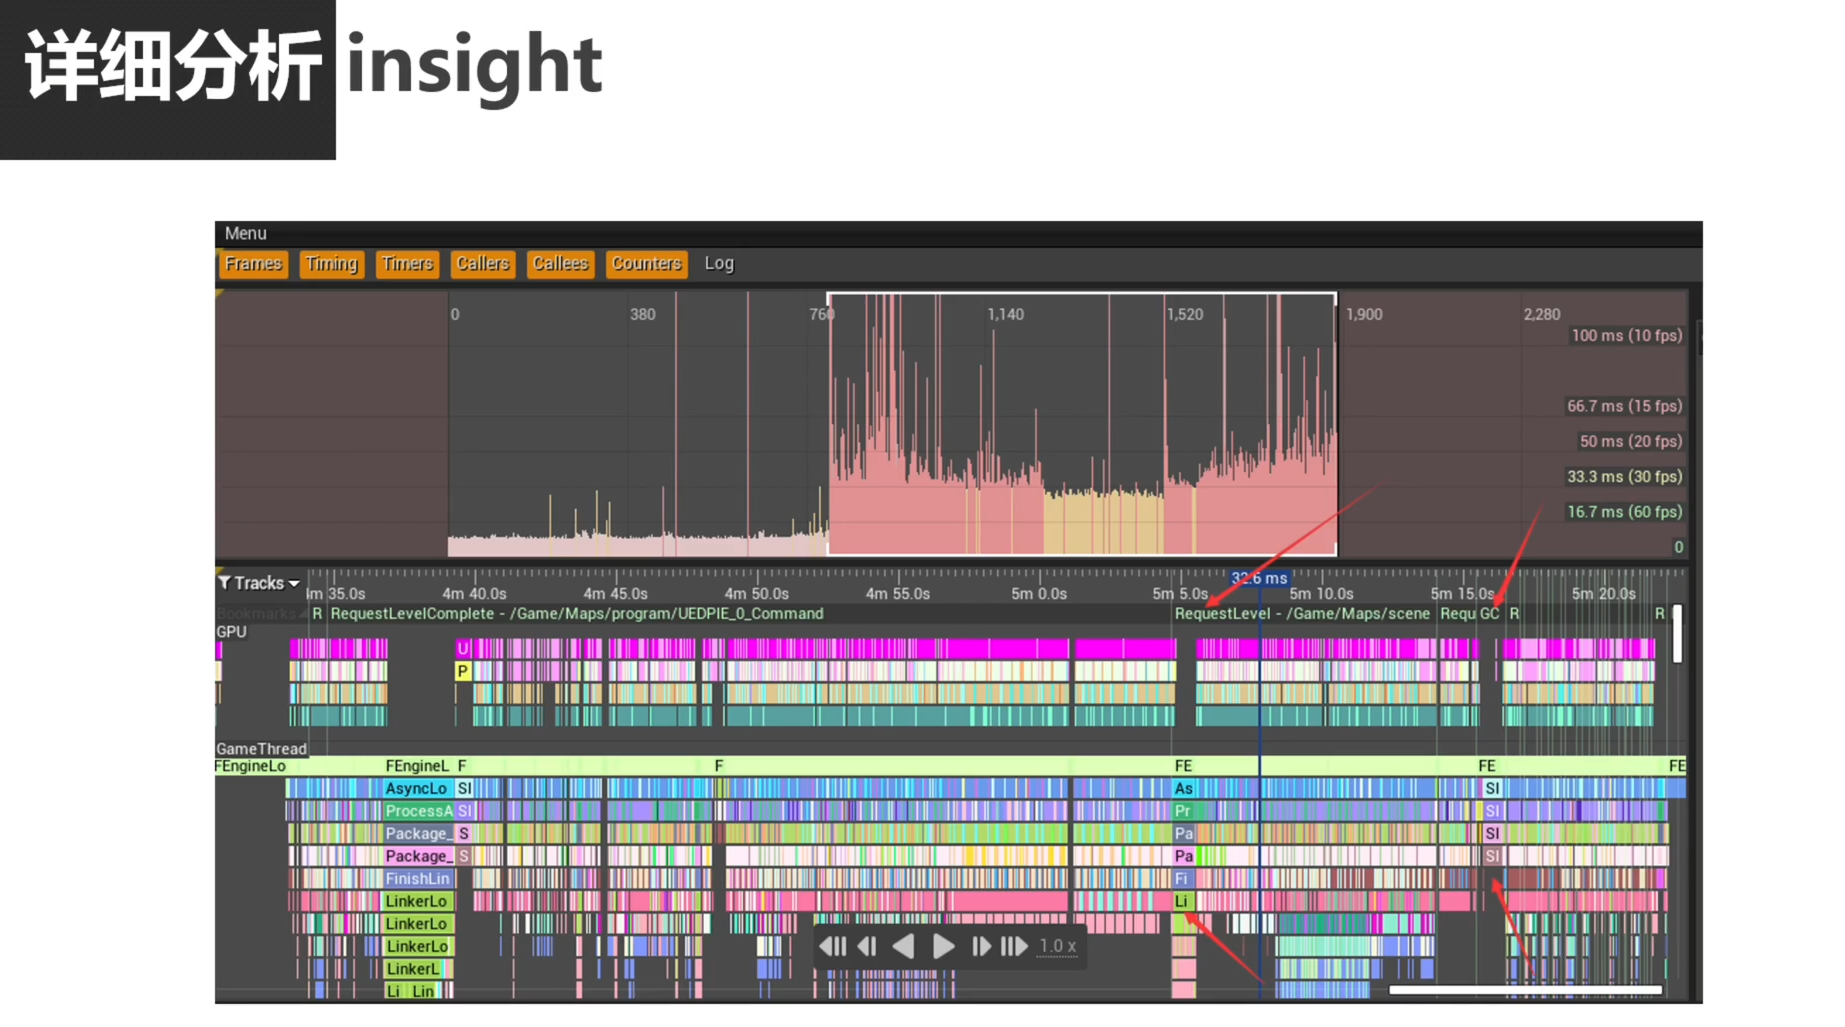 详细分析 insight
Menu
Frames Timing Timers Callers Callees Counters Log
0 380 760 1,140 1,520 1,900 2,280
100 ms (10 fps)
66.7 ms (15 fps)
50 ms (20 fps)
33.3 ms (30 fps)
16.7 ms (60 fps)
0
Tracks
32.6 ms
4m 35.0s 4m 40.0s 4m 45.0s 4m 50.0s 4m 55.0s 5m 0.0s 5m 5.0s 5m 10.0s 5m 15.0s 5m 20.0s
Bookmarks R RequestLevelComplete - /Game/Maps/program/UEDPIE_0_Command RequestLevel - /Game/Maps/scene Requ GC R R
GPU
U
P
GameThread
FEngineLo FEngineL F F FE FE FE
AsyncLo SI As SI
ProcessA SI Pr SI
Package_ S Pa SI
Package_ S Pa SI
FinishLin Fi
LinkerLo Li
LinkerLo
LinkerLo
LinkerL
Li Lin
1.0 x